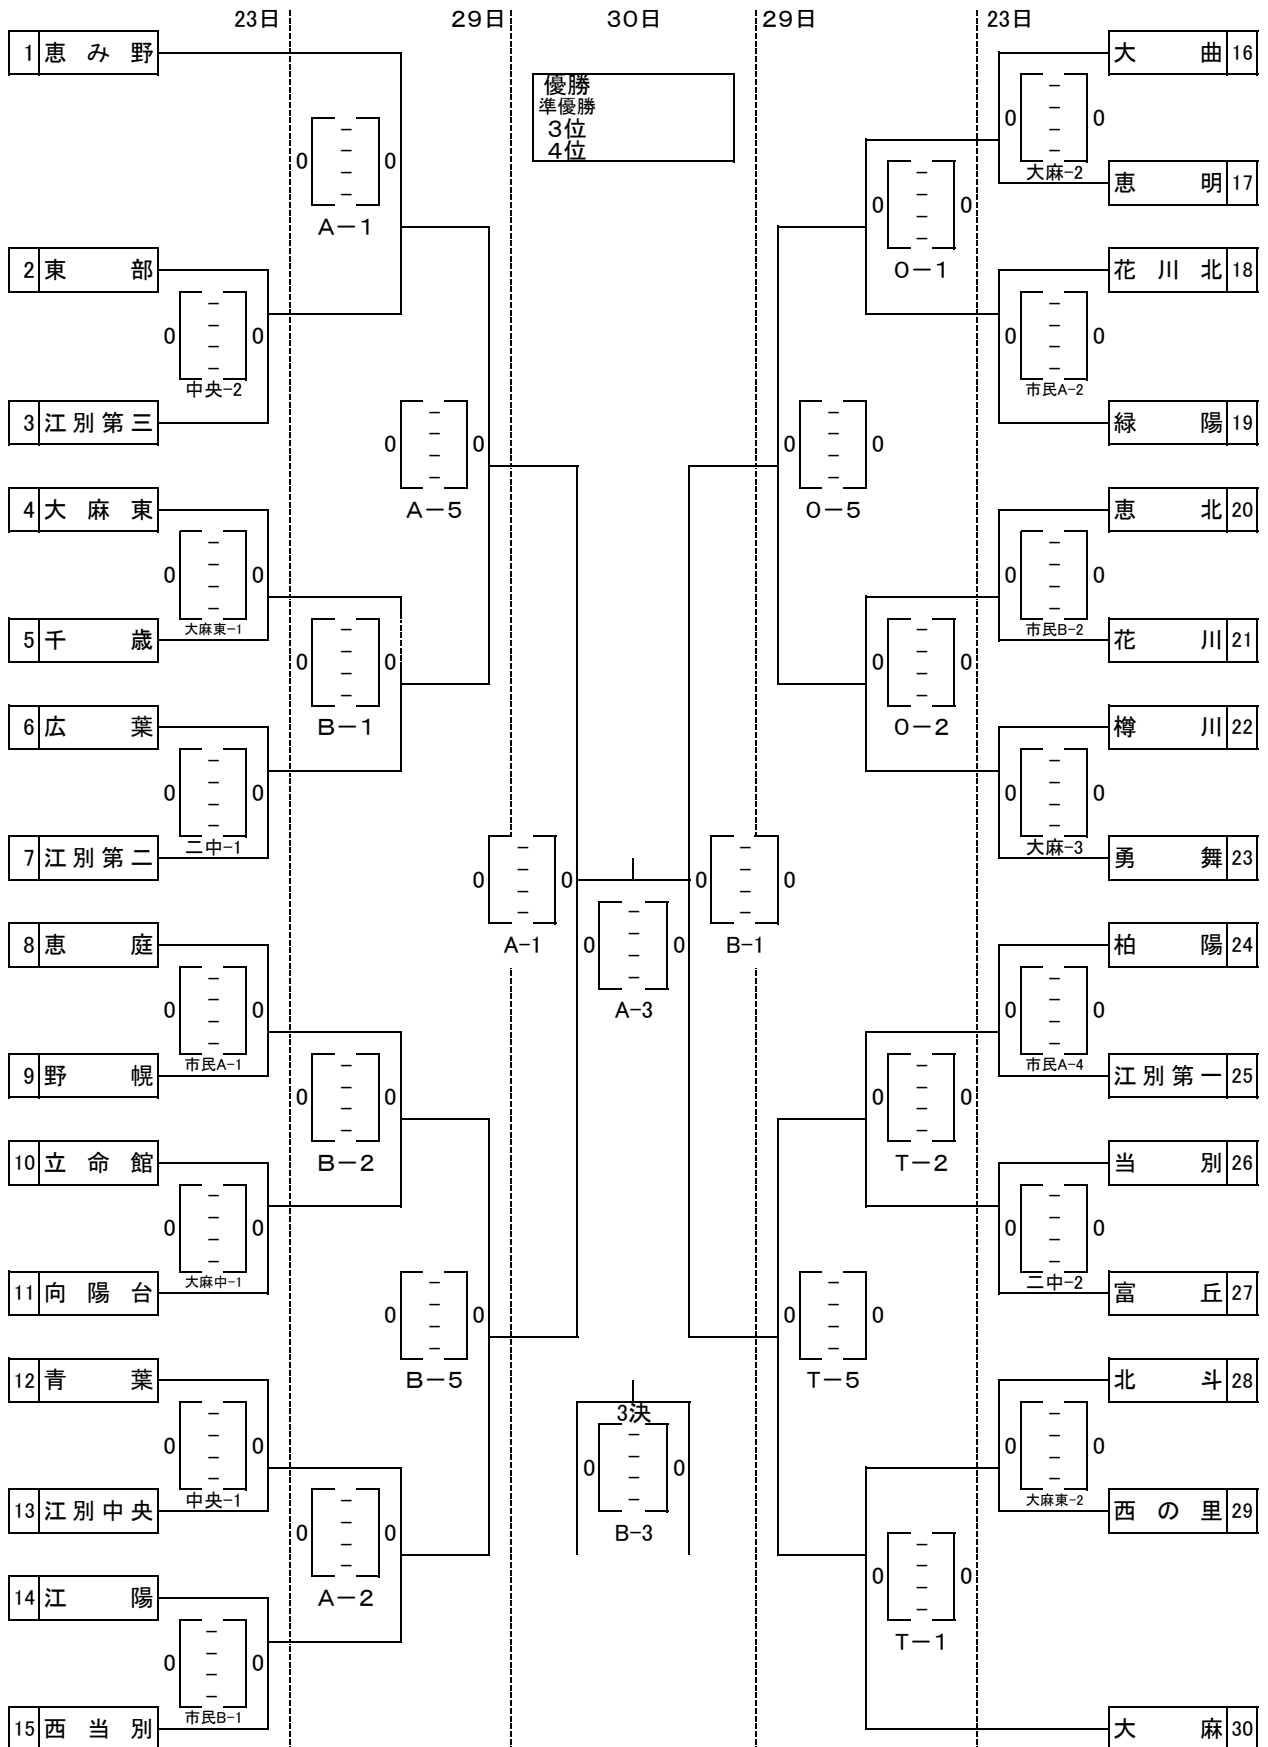 23日 29日 30日 29日 23日
優勝
準優勝
3位
4位
1 恵み野
0 0
A-1
2 東部
0 0
中央-2
3 江別第三
0 0
A-5
4 大麻東
0 0
大麻東-1
5 千歳
0 0
B-1
6 広葉
0 0
二中-1
7 江別第二
0 0
A-1
8 恵庭
0 0
市民A-1
9 野幌
0 0
B-2
10 立命館
0 0
大麻中-1
11 向陽台
0 0
B-5
12 青葉
0 0
中央-1
13 江別中央
0 0
A-2
14 江陽
0 0
市民B-1
15 西当別
0 0
A-3
3決
0 0
B-3
大曲 16
0 0
大麻-2
恵明 17
0 0
O-1
花川北 18
0 0
市民A-2
緑陽 19
0 0
O-5
恵北 20
0 0
市民B-2
花川 21
0 0
O-2
樽川 22
0 0
大麻-3
勇舞 23
0 0
B-1
柏陽 24
0 0
市民A-4
江別第一 25
0 0
T-2
当別 26
0 0
二中-2
富丘 27
0 0
T-5
北斗 28
0 0
大麻東-2
西の里 29
0 0
T-1
大麻 30